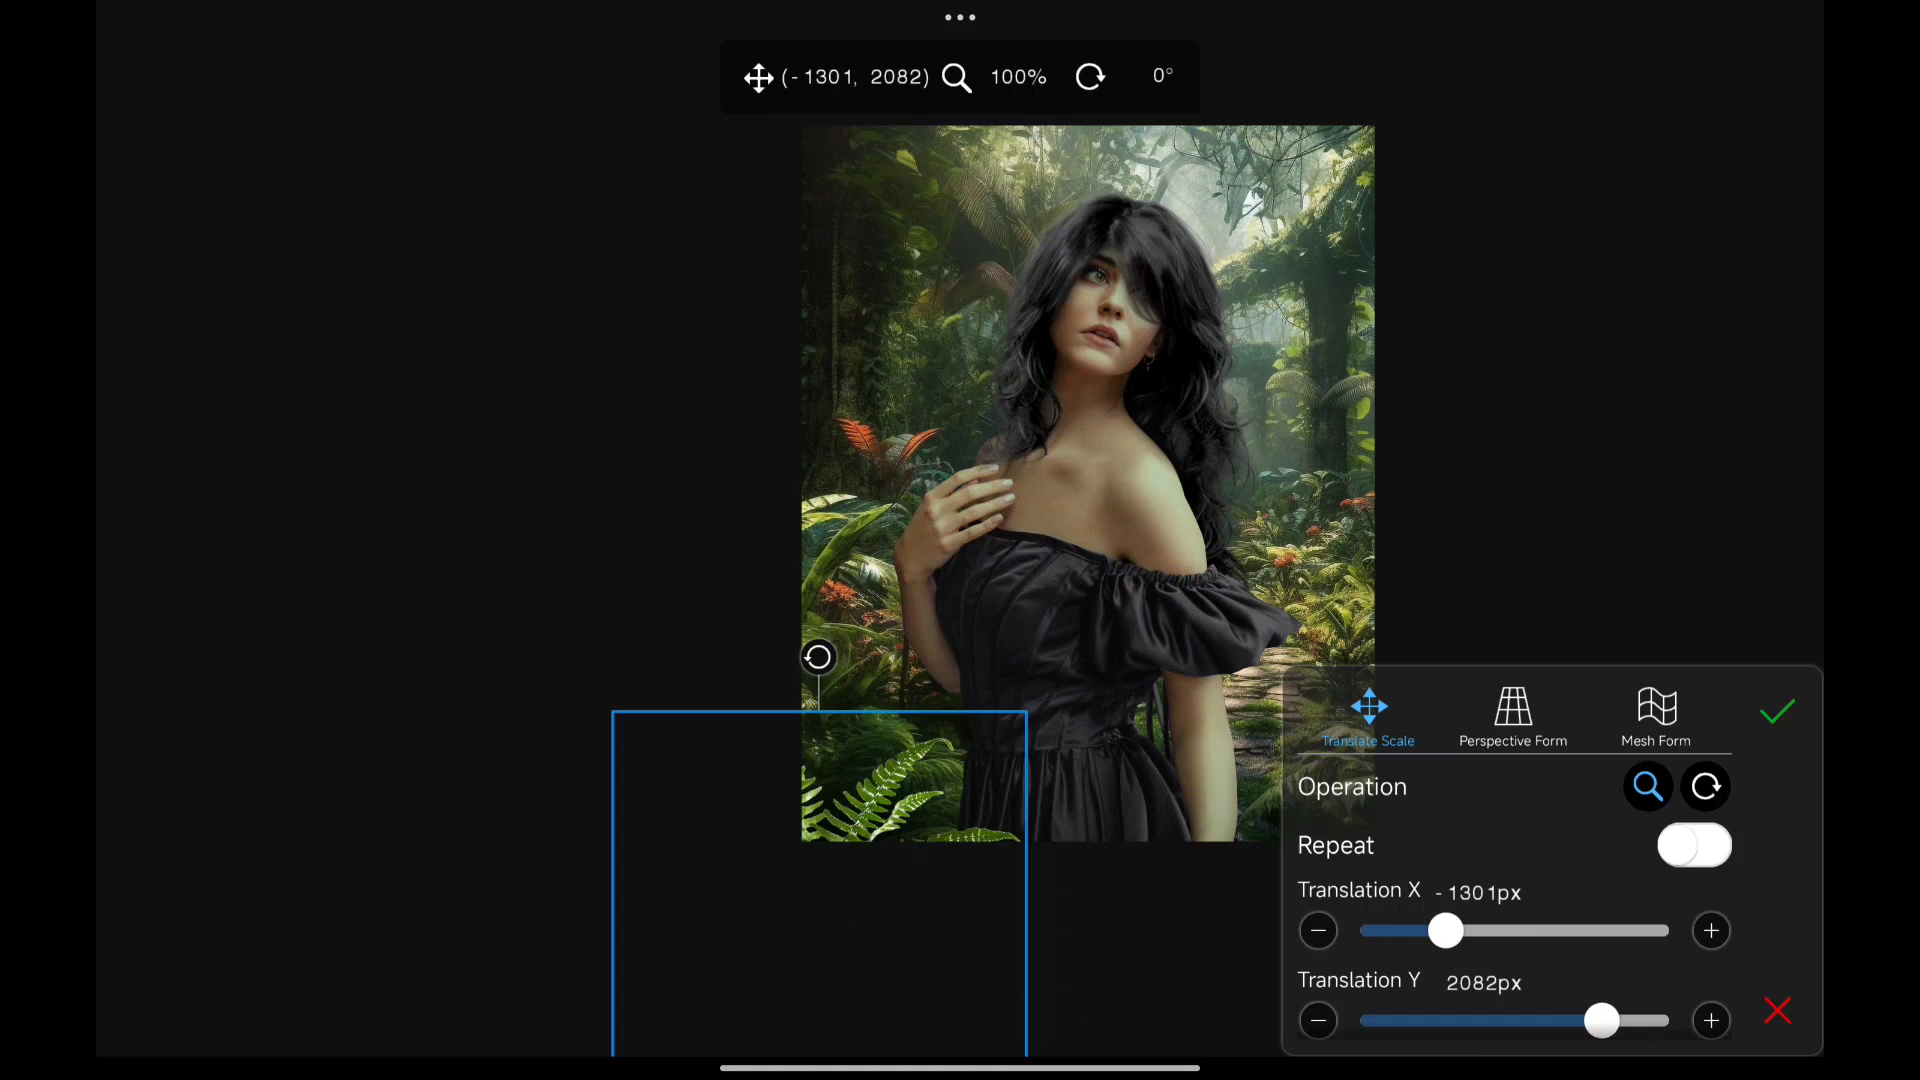 (-1301, 2082) 100% 0°
Translate Scale Perspective Form Mesh Form
Operation
Repeat
Translation X -1301px
Translation Y 2082px